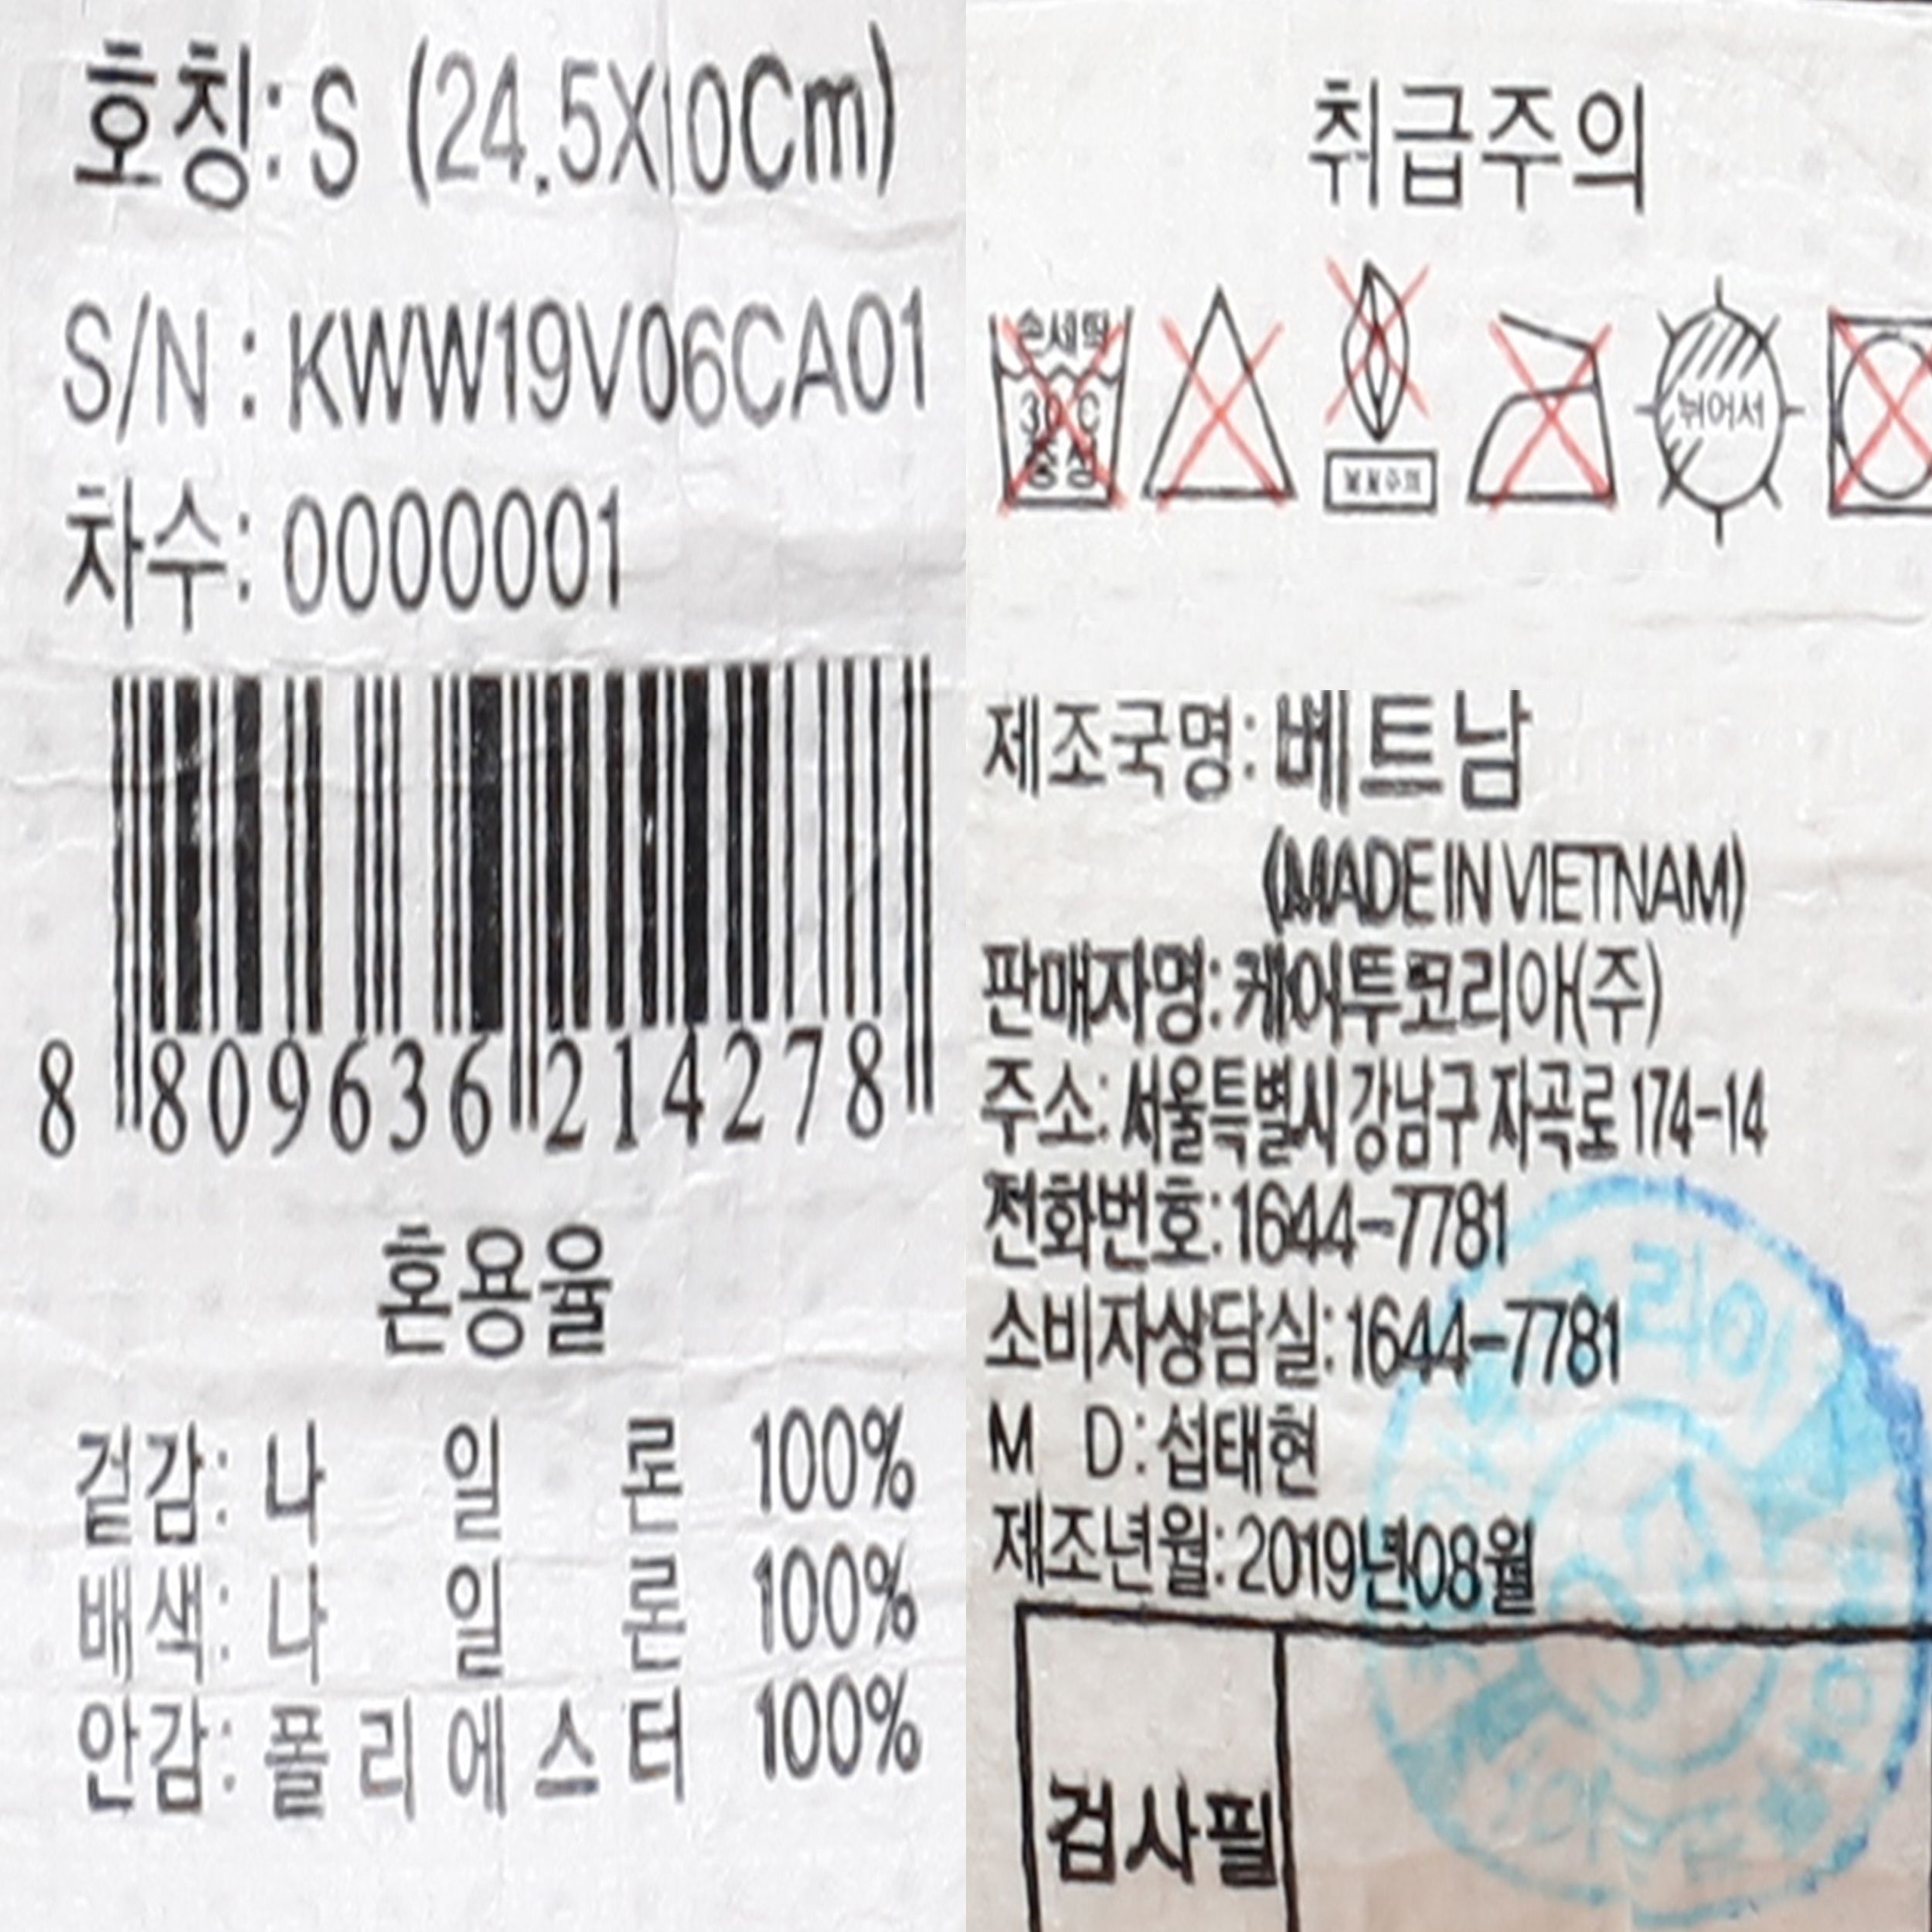 호칭: S (24.5X10Cm)
S/N : KWW19V06CA01
차수: 0000001
8 809636 214278
혼용율
겉감: 나 일 론 100%
배색: 나 일 론 100%
안감: 폴 리 에 스 터 100%
취급주의
손세탁
30 C
중성
불꽃주의
뉘어서
제조국명: 베트남
(MADE IN VIETNAM)
판매자명: 케어투코리아(주)
주소: 서울특별시 강남구 자곡로 174-14
전화번호: 1644-7781
소비자상담실: 1644-7781
M D: 섭태현
제조년월: 2019년08월
검사필